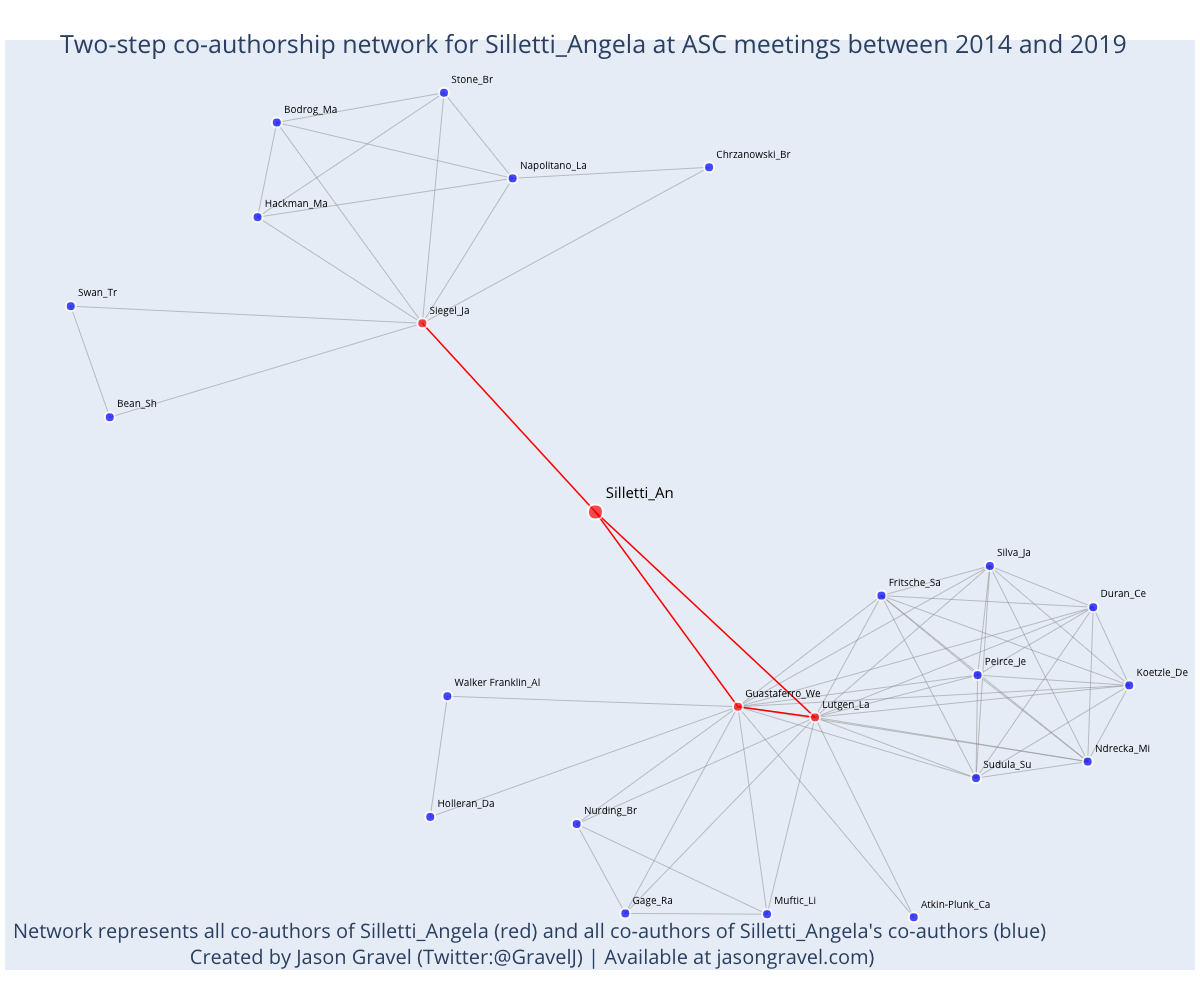 Two-step co-authorship network for Silletti_Angela at ASC meetings between 2014 and 2019
Stone_Br
Bodrog_Ma
Chrzanowski_Br
Napolitano_La
Hackman_Ma
Swan_Tr
Siegel_Ja
Bean_Sh
Silletti_An
Silva_Ja
Fritsche_Sa
Duran_Ce
Peirce_Je
Koetzle_De
Walker Franklin_Al
Guastaferro_We
Lutgen_La
Ndrecka_Mi
Sudula_Su
Holleran_Da
Nurding_Br
Gage_Ra
Muftic_Li
Atkin-Plunk_Ca
Network represents all co-authors of Silletti_Angela (red) and all co-authors of Silletti_Angela's co-authors (blue)
Created by Jason Gravel (Twitter:@GravelJ) | Available at jasongravel.com)